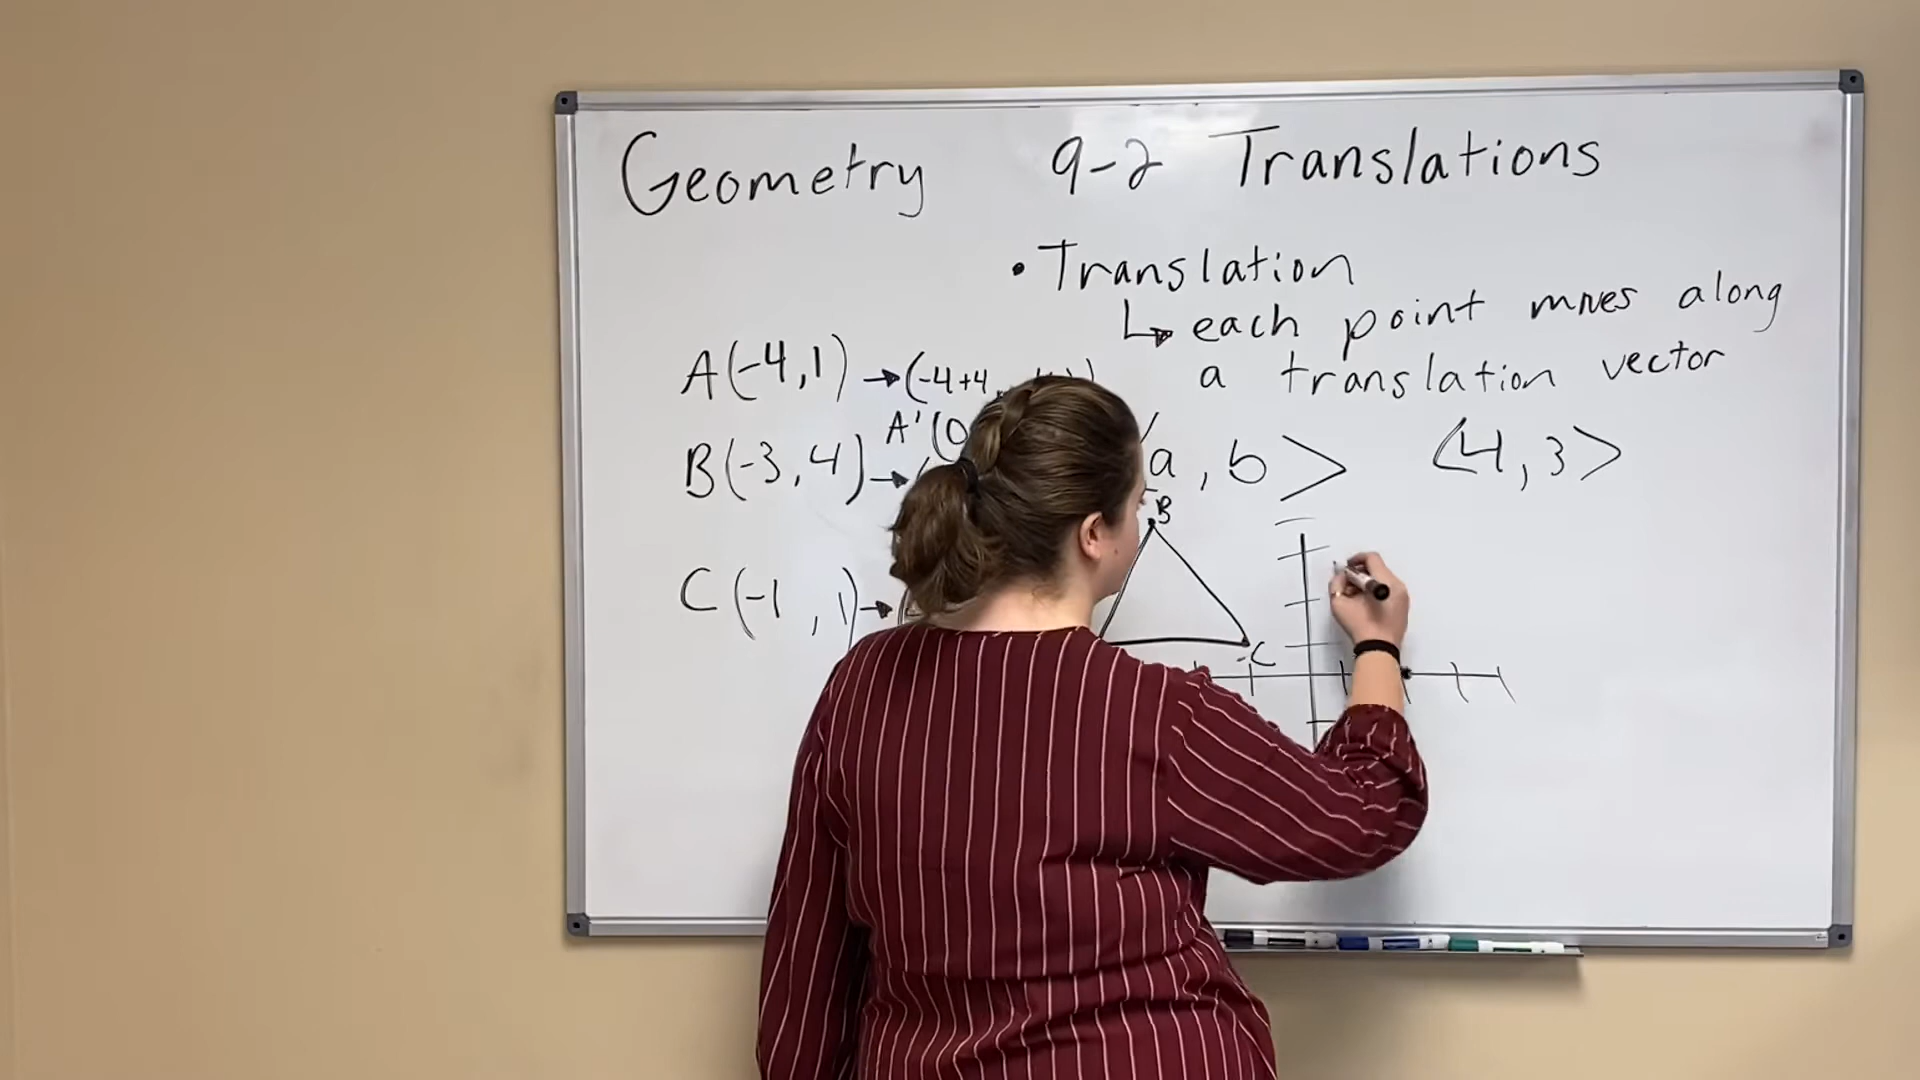 Geometry 9-2 Translations
• Translation
↳ each point moves along
a translation vector
A(-4,1) → (-4+4
A'(0
B(-3,4) →
a, b > <4,3>
B
C(-1,1) →
C